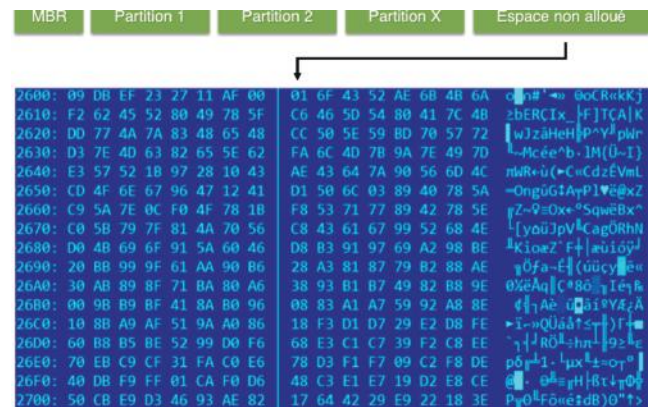 MBR Partition 1 Partition 2 Partition X Espace non alloué
2600: 09 DB EF 23 27 11 AF 00 01 6F 43 52 AE 6B 4B 6A
2610: F2 62 45 52 80 49 78 5F C6 46 5D 54 80 41 7C 4B
2620: DD 77 4A 7A 83 48 65 48 CC 50 5E 59 BD 70 57 72
2630: D3 7E 4D 63 82 65 5E 62 FA 6C 4D 7B 9A 7E 49 7D
2640: E3 57 52 1B 97 28 10 43 AE 43 64 7A 90 56 6D 4C
2650: CD 4F 6E 67 96 47 12 41 D1 50 6C 03 89 40 78 5A
2660: C9 5A 7E 0C F0 4F 78 1B F8 53 71 77 89 42 78 5E
2670: C0 5B 79 7F 81 4A 70 56 C8 43 61 67 99 52 68 4E
2680: D0 4B 69 6F 91 5A 60 46 D8 B3 91 97 69 A2 98 BE
2690: 20 BB 99 9F 61 AA 90 B6 28 A3 81 87 79 B2 88 AE
26A0: 30 AB 89 8F 71 BA 80 A6 38 93 B1 B7 49 82 B8 9E
26B0: 00 9B B9 BF 41 8A B0 96 08 83 A1 A7 59 92 A8 8E
26C0: 10 8B A9 AF 51 9A A0 86 18 F3 D1 D7 29 E2 D8 FE
26D0: 60 B8 B5 BE 52 99 D0 F6 68 E3 C1 C7 39 F2 C8 EE
26E0: 70 EB C9 CF 31 FA C0 E6 78 D3 F1 F7 09 C2 F8 DE
26F0: 40 DB F9 FF 01 CA F0 D6 48 C3 E1 E7 19 D2 E8 CE
2700: 50 CB E9 D3 46 93 AE 82 17 64 42 29 E9 22 18 3E